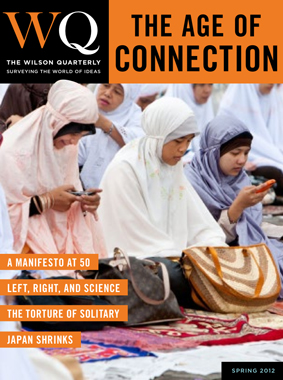 WQ
THE WILSON QUARTERLY
SURVEYING THE WORLD OF IDEAS
THE AGE OF
CONNECTION
A MANIFESTO AT 50
LEFT, RIGHT, AND SCIENCE
THE TORTURE OF SOLITARY
JAPAN SHRINKS
SPRING 2012